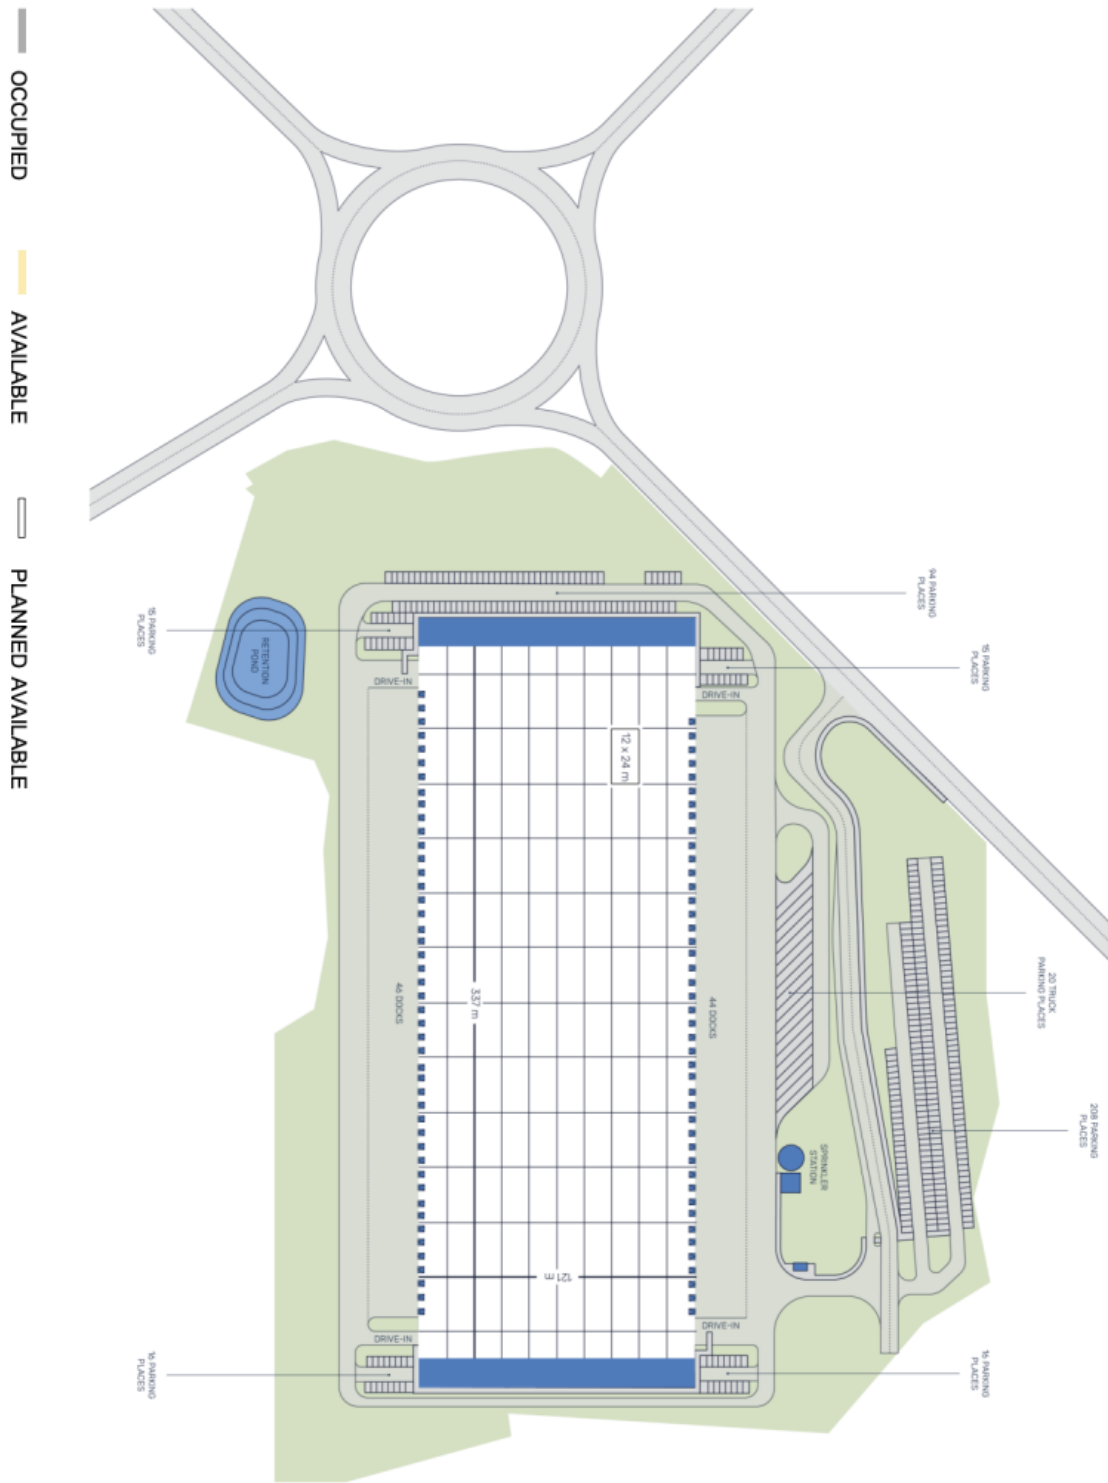 OCCUPIED
AVAILABLE
PLANNED AVAILABLE
94 PARKING
PLACES
15 PARKING
PLACES
15 PARKING
PLACES
RETENTION
POND
DRIVE-IN
DRIVE-IN
12 x 24 m
20 TRUCK
PARKING PLACES
46 DOCKS
337 m
44 DOCKS
208 PARKING
PLACES
SPRINKLER
STATION
121 m
DRIVE-IN
DRIVE-IN
16 PARKING
PLACES
16 PARKING
PLACES